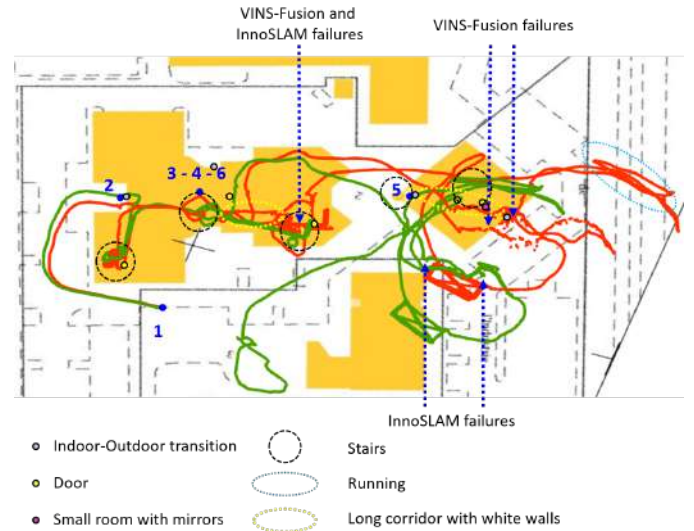 VINS-Fusion and
InnoSLAM failures
VINS-Fusion failures
2
3 - 4 - 6
5
1
InnoSLAM failures
Indoor-Outdoor transition
Stairs
Door
Running
Small room with mirrors
Long corridor with white walls